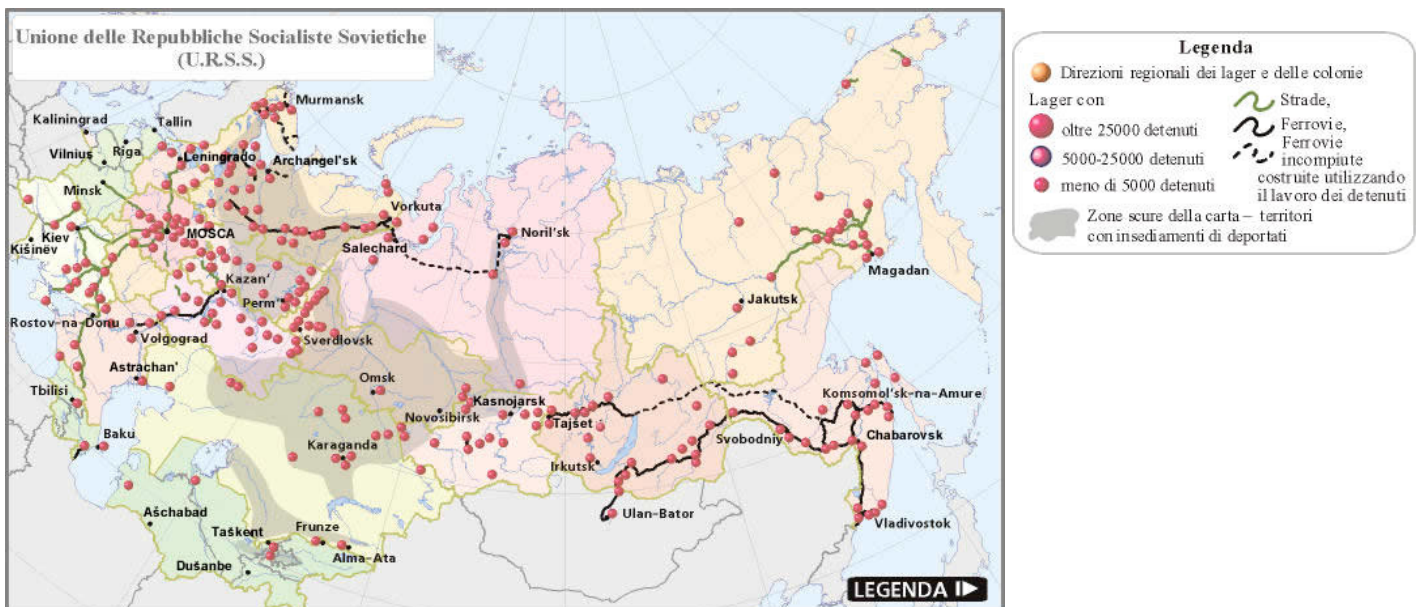 Unione delle Repubbliche Socialiste Sovietiche
(U.R.S.S.)
Murmansk
Kaliningrad
Tallin
Vilnius
Riga
Leningrado
Archangel'sk
Minsk
Vorkuta
MOSCA
Noril'sk
Kiev
Salechard
Kišinëv
Magadan
Kazan'
Perm'
Jakutsk
Rostov-na-Donu
Volgograd
Sverdlovsk
Astrachan'
Omsk
Komsomol'sk-na-Amure
Tbilisi
Kasnojarsk
Novosibirsk
Tajset
Baku
Karaganda
Svobodniy
Chabarovsk
Irkutsk
Ašchabad
Ulan-Bator
Vladivostok
Taškent
Frunze
Alma-Ata
Dušanbe
LEGENDA
Legenda
Direzioni regionali dei lager e delle colonie
Lager con
oltre 25000 detenuti
5000-25000 detenuti
meno di 5000 detenuti
Strade,
Ferrovie,
Ferrovie
incompiute
costruite utilizzando
il lavoro dei detenuti
Zone scure della carta – territori
con insediamenti di deportati